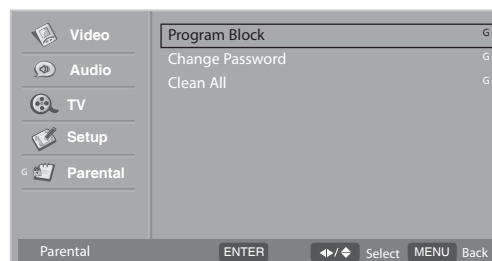 Video
Audio
TV
Setup
G Parental
Program Block G
Change Password G
Clean All G
Parental ENTER / Select MENU Back